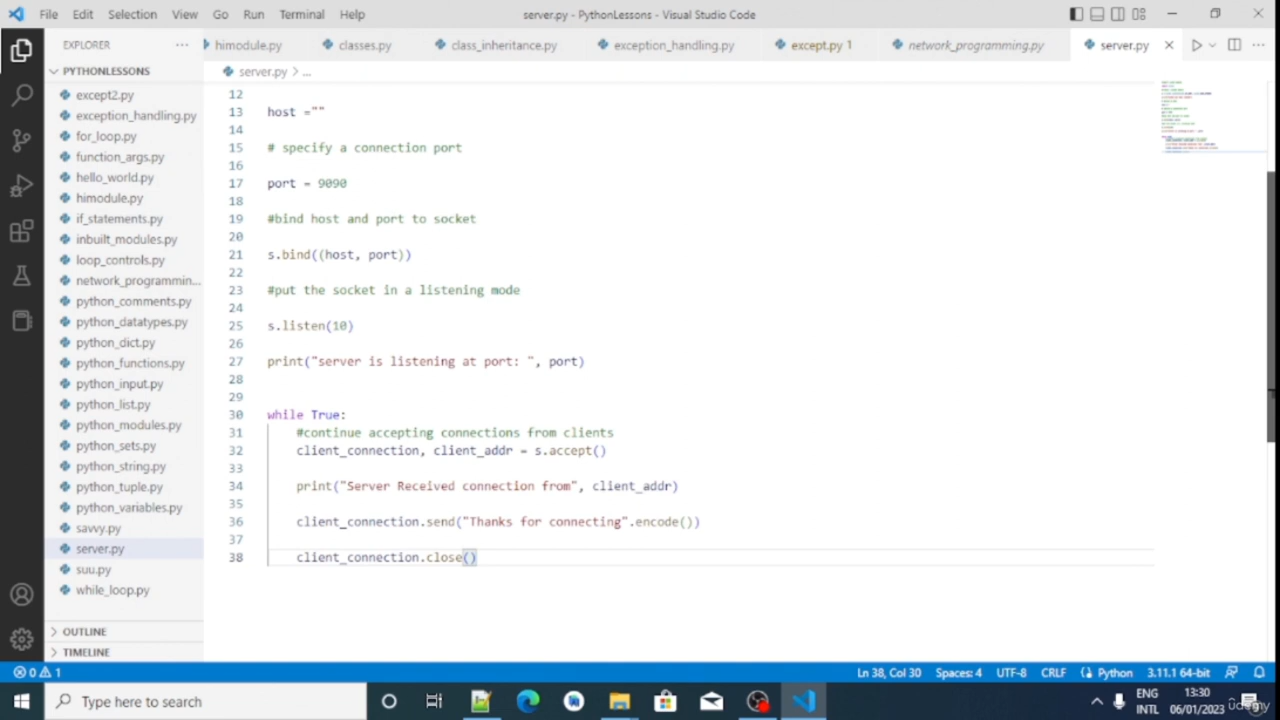 File Edit Selection View Go Run Terminal Help
server.py - PythonLessons - Visual Studio Code
EXPLORER
himodule.py classes.py class_inheritance.py exception_handling.py except.py 1 network_programming.py server.py
PYTHONLESSONS
server.py > ...
except2.py
exception_handling.py
for_loop.py
function_args.py
hello_world.py
himodule.py
if_statements.py
inbuilt_modules.py
loop_controls.py
network_programmin...
python_comments.py
python_datatypes.py
python_dict.py
python_functions.py
python_input.py
python_list.py
python_modules.py
python_sets.py
python_string.py
python_tuple.py
python_variables.py
savvy.py
server.py
suu.py
while_loop.py
OUTLINE
TIMELINE
12
13 host =""
14
15 # specify a connection port
16
17 port = 9090
18
19 #bind host and port to socket
20
21 s.bind((host, port))
22
23 #put the socket in a listening mode
24
25 s.listen(10)
26
27 print("server is listening at port: ", port)
28
29
30 while True:
31 #continue accepting connections from clients
32 client_connection, client_addr = s.accept()
33
34 print("Server Received connection from", client_addr)
35
36 client_connection.send("Thanks for connecting".encode())
37
38 client_connection.close()
0 1
Ln 38, Col 30 Spaces: 4 UTF-8 CRLF Python 3.11.1 64-bit
Type here to search
ENG
INTL
13:30
06/01/2023
udemy